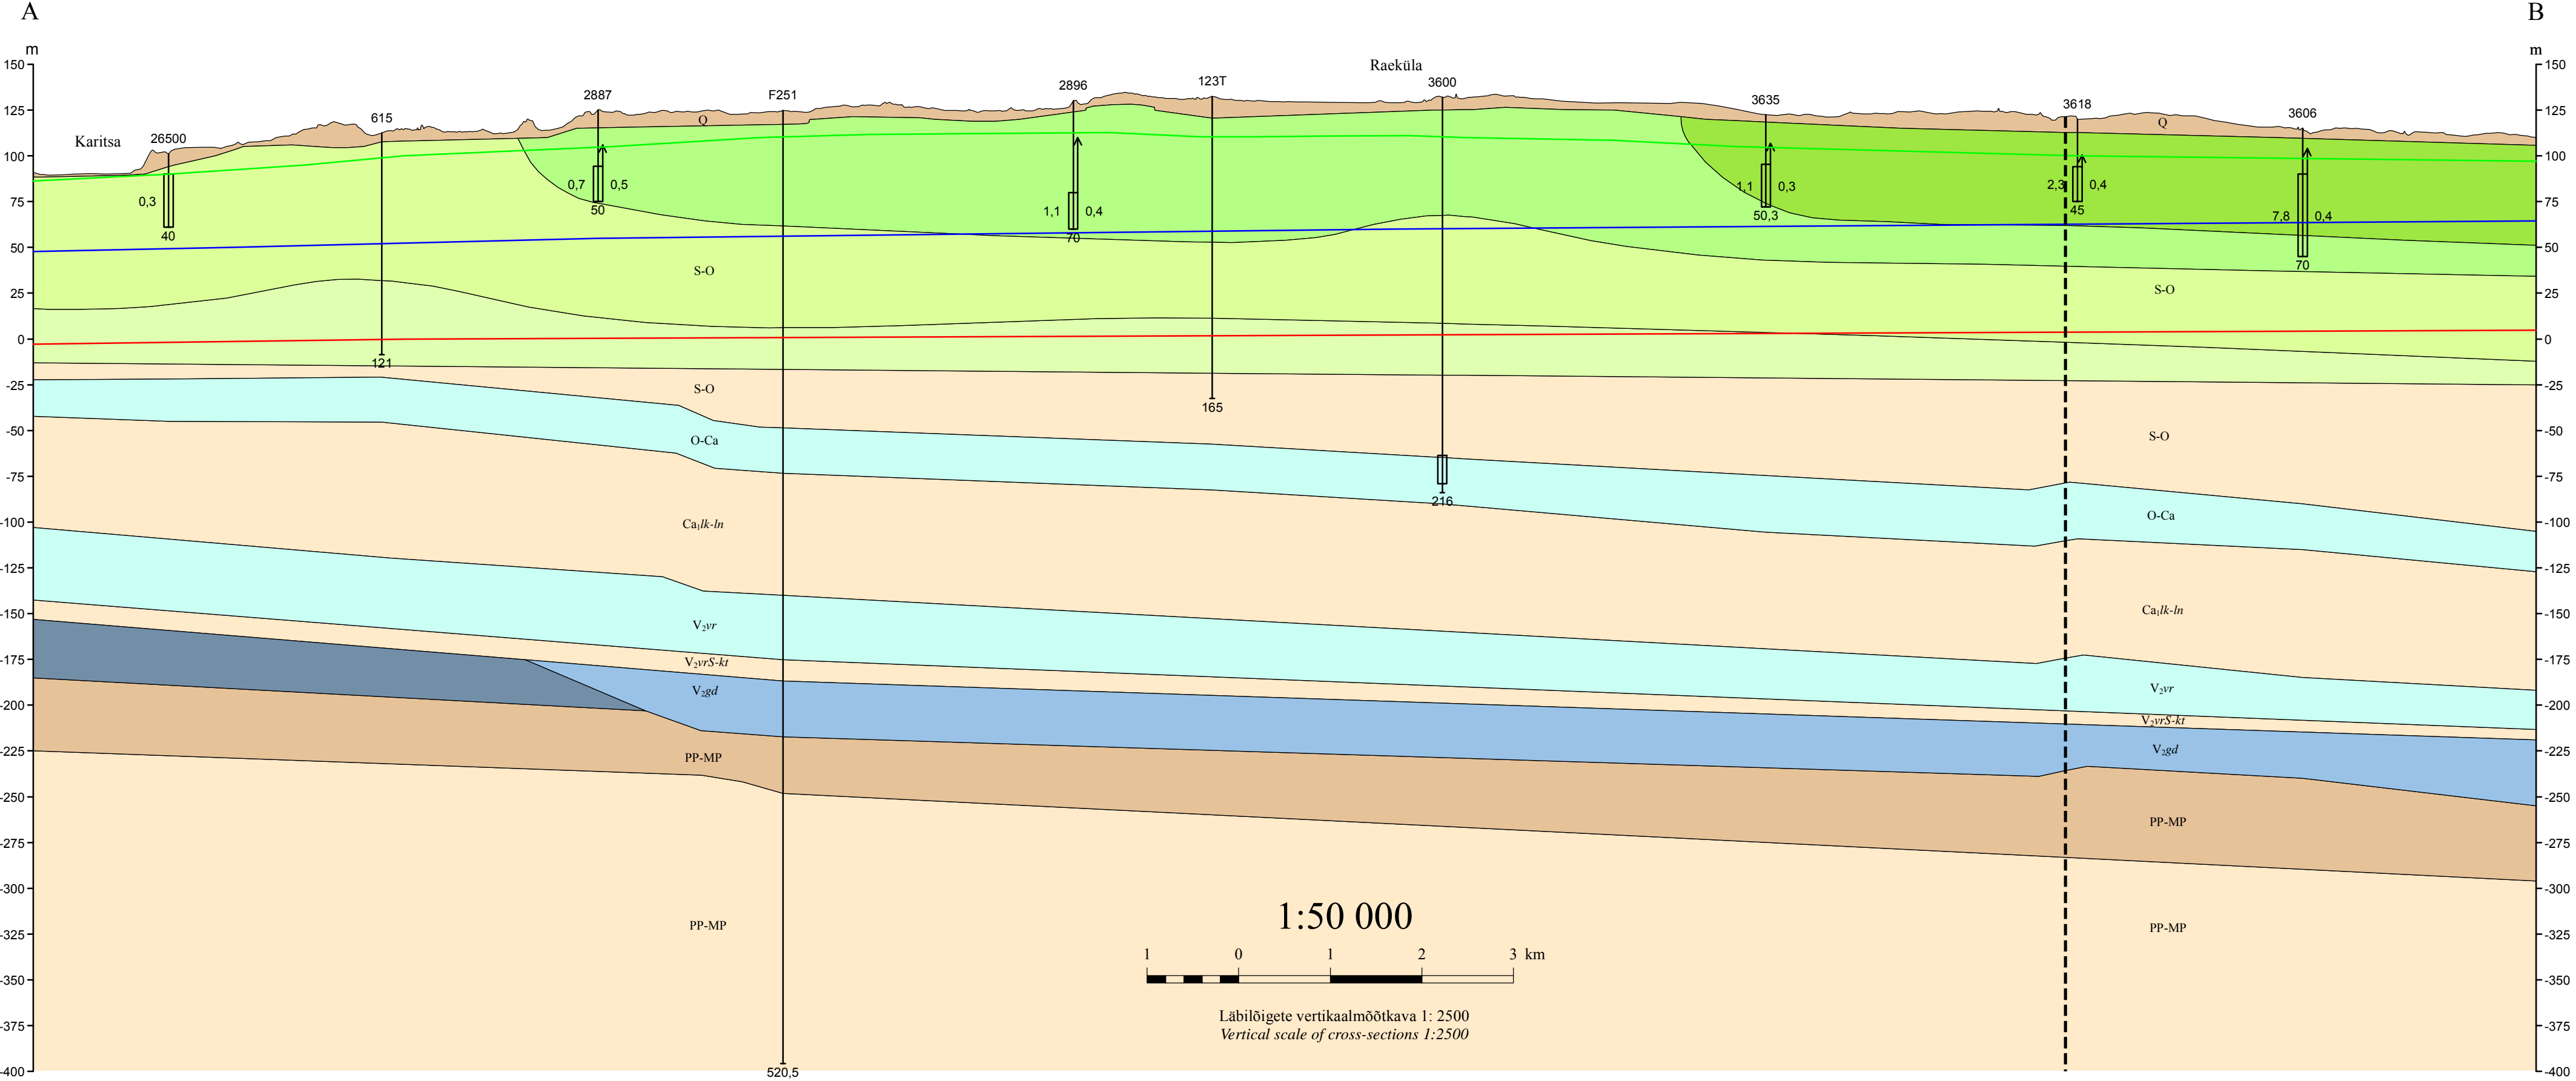 A B
m m
Raeküla
150 150
2896 123T 3600
2887 F251 3635 3618
125 125
615 3606
Q Q
Karitsa 26500
100 100
0,7 0,5 1,1 0,3 2,3 0,4
75 75
0,3 50 1,1 0,4 50,3 45 7,8 0,4
40 70
50 50
70
S-O
25 S-O 25
0 0
121
-25 S-O -25
165
-50 O-Ca S-O -50
-75 -75
216
-100 Ca₁lk-ln O-Ca -100
-125 -125
-150 V₂vr Ca₁lk-ln -150
-175 V₂vrS-kt -175
V₂gd V₂vr
-200 -200
V₂vrS-kt
-225 PP-MP V₂gd -225
-250 -250
PP-MP
-275 -275
-300 -300
1:50 000
-325 PP-MP PP-MP -325
1 0 1 2 3 km
-350 -350
Läbilõigete vertikaalmõõtkava 1: 2500
-375 -375
Vertical scale of cross-sections 1:2500
-400 520,5 -400